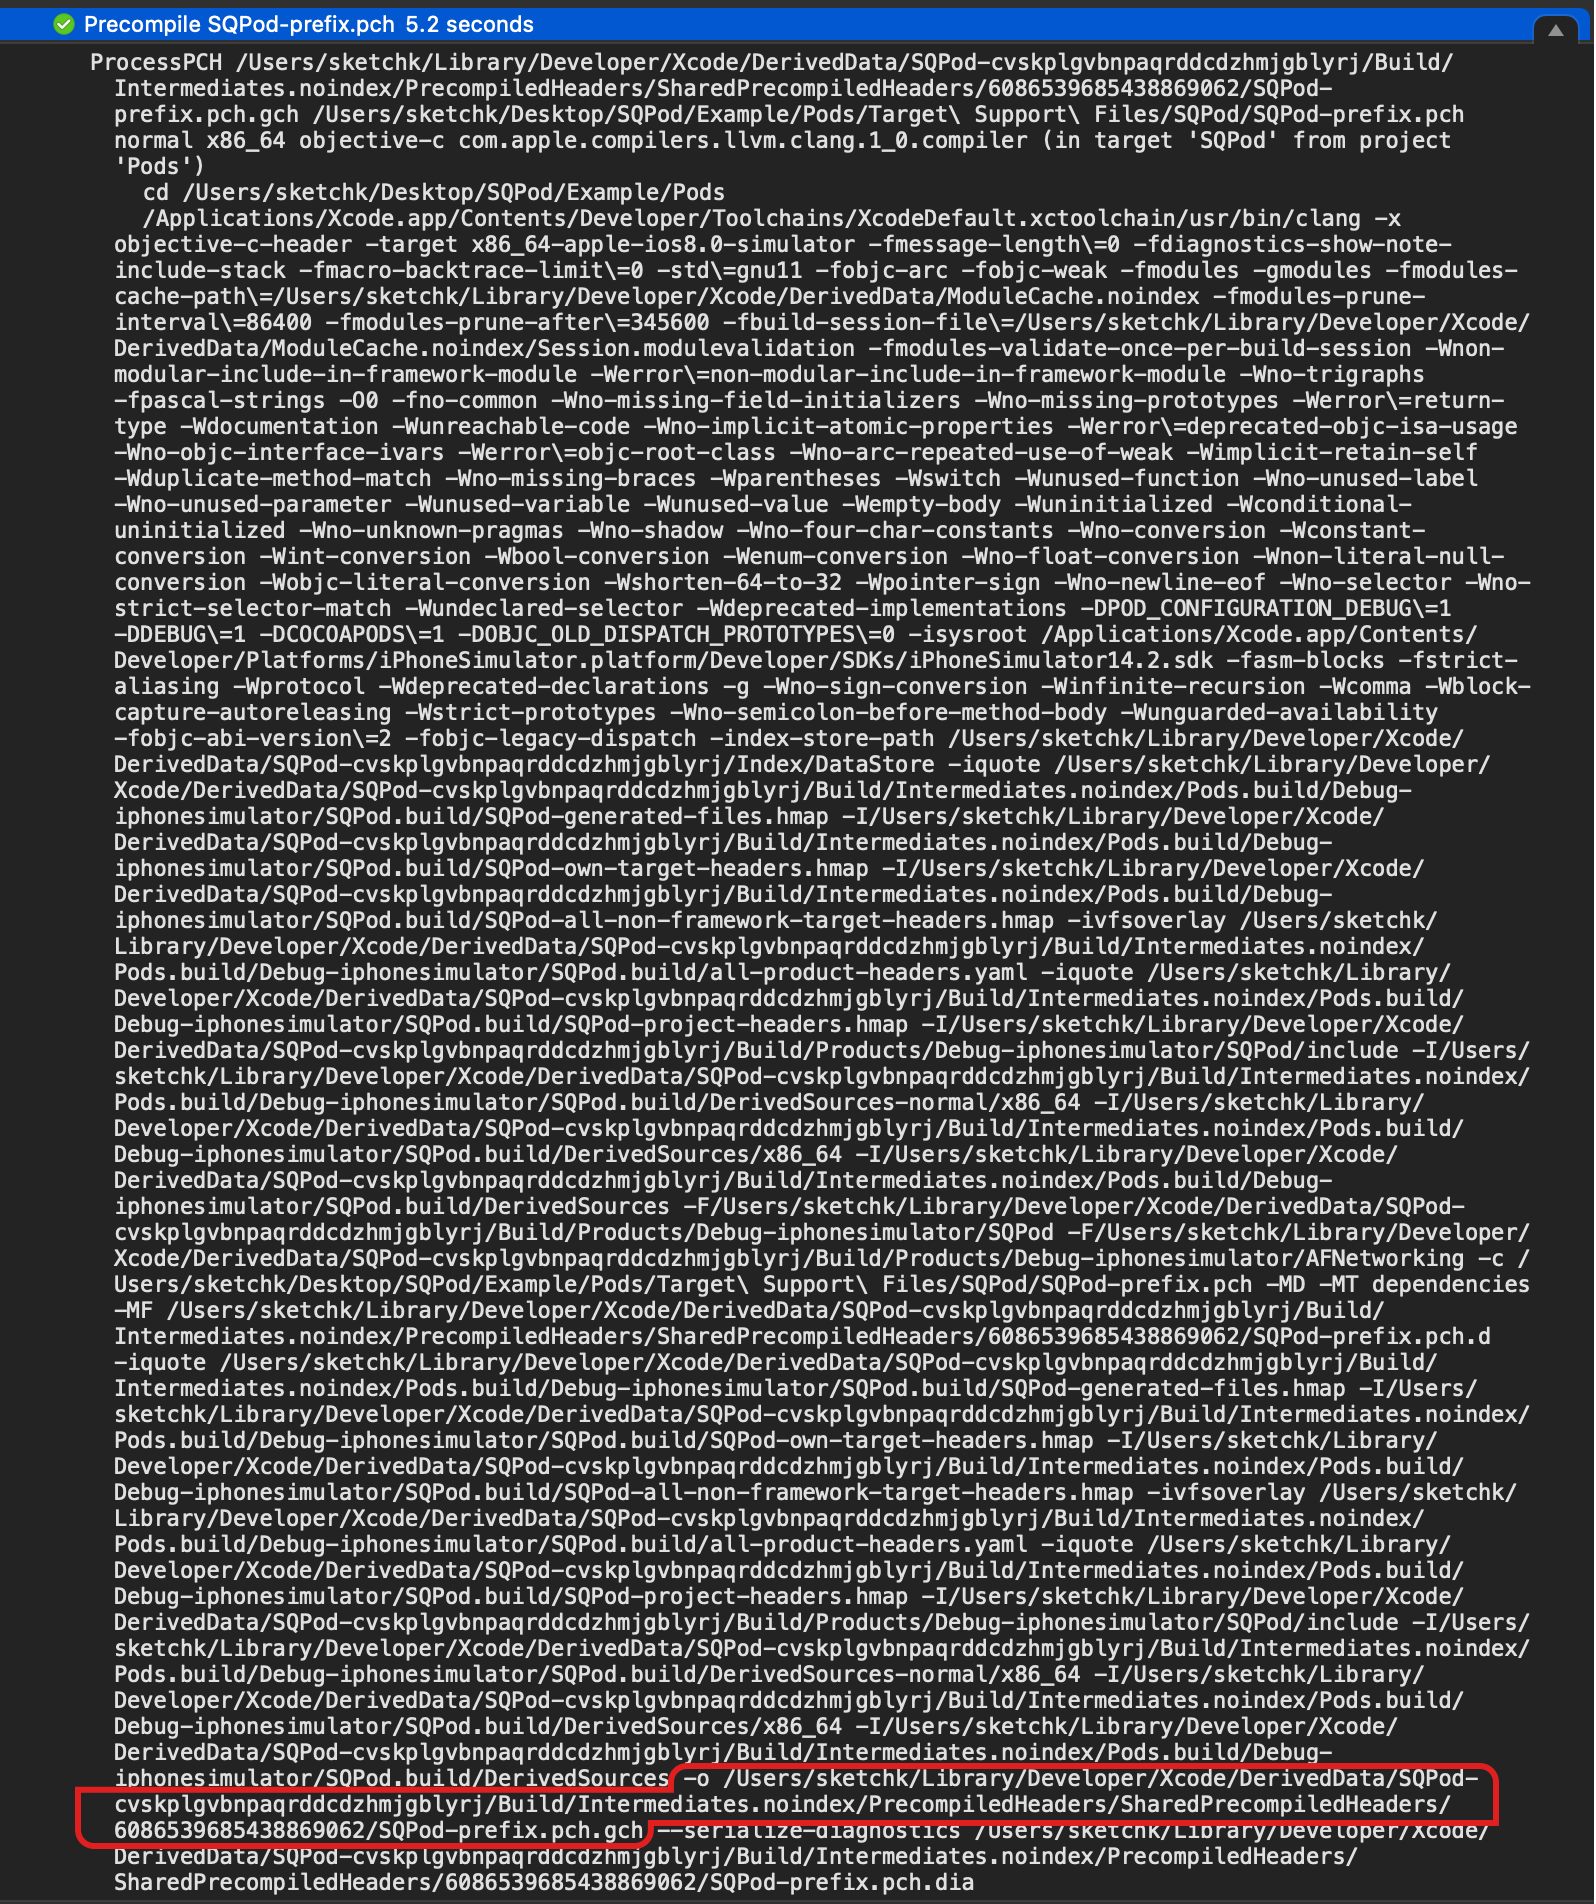 Precompile SQPod-prefix.pch 5.2 seconds
ProcessPCH /Users/sketchk/Library/Developer/Xcode/DerivedData/SQPod-cvskplgvbnpaqrddcdzhmjgblyrj/Build/
Intermediates.noindex/PrecompiledHeaders/SharedPrecompiledHeaders/6086539685438869062/SQPod-
prefix.pch.gch /Users/sketchk/Desktop/SQPod/Example/Pods/Target\ Support\ Files/SQPod/SQPod-prefix.pch
normal x86_64 objective-c com.apple.compilers.llvm.clang.1_0.compiler (in target 'SQPod' from project
'Pods')
cd /Users/sketchk/Desktop/SQPod/Example/Pods
/Applications/Xcode.app/Contents/Developer/Toolchains/XcodeDefault.xctoolchain/usr/bin/clang -x
objective-c-header -target x86_64-apple-ios8.0-simulator -fmessage-length\=0 -fdiagnostics-show-note-
include-stack -fmacro-backtrace-limit\=0 -std\=gnu11 -fobjc-arc -fobjc-weak -fmodules -gmodules -fmodules-
cache-path\=/Users/sketchk/Library/Developer/Xcode/DerivedData/ModuleCache.noindex -fmodules-prune-
interval\=86400 -fmodules-prune-after\=345600 -fbuild-session-file\=/Users/sketchk/Library/Developer/Xcode/
DerivedData/ModuleCache.noindex/Session.modulevalidation -fmodules-validate-once-per-build-session -Wnon-
modular-include-in-framework-module -Werror\=non-modular-include-in-framework-module -Wno-trigraphs
-fpascal-strings -O0 -fno-common -Wno-missing-field-initializers -Wno-missing-prototypes -Werror\=return-
type -Wdocumentation -Wunreachable-code -Wno-implicit-atomic-properties -Werror\=deprecated-objc-isa-usage
-Wno-objc-interface-ivars -Werror\=objc-root-class -Wno-arc-repeated-use-of-weak -Wimplicit-retain-self
-Wduplicate-method-match -Wno-missing-braces -Wparentheses -Wswitch -Wunused-function -Wno-unused-label
-Wno-unused-parameter -Wunused-variable -Wunused-value -Wempty-body -Wuninitialized -Wconditional-
uninitialized -Wno-unknown-pragmas -Wno-shadow -Wno-four-char-constants -Wno-conversion -Wconstant-
conversion -Wint-conversion -Wbool-conversion -Wenum-conversion -Wno-float-conversion -Wnon-literal-null-
conversion -Wobjc-literal-conversion -Wshorten-64-to-32 -Wpointer-sign -Wno-newline-eof -Wno-selector -Wno-
strict-selector-match -Wundeclared-selector -Wdeprecated-implementations -DPOD_CONFIGURATION_DEBUG\=1
-DDEBUG\=1 -DCOCOAPODS\=1 -DOBJC_OLD_DISPATCH_PROTOTYPES\=0 -isysroot /Applications/Xcode.app/Contents/
Developer/Platforms/iPhoneSimulator.platform/Developer/SDKs/iPhoneSimulator14.2.sdk -fasm-blocks -fstrict-
aliasing -Wprotocol -Wdeprecated-declarations -g -Wno-sign-conversion -Winfinite-recursion -Wcomma -Wblock-
capture-autoreleasing -Wstrict-prototypes -Wno-semicolon-before-method-body -Wunguarded-availability
-fobjc-abi-version\=2 -fobjc-legacy-dispatch -index-store-path /Users/sketchk/Library/Developer/Xcode/
DerivedData/SQPod-cvskplgvbnpaqrddcdzhmjgblyrj/Index/DataStore -iquote /Users/sketchk/Library/Developer/
Xcode/DerivedData/SQPod-cvskplgvbnpaqrddcdzhmjgblyrj/Build/Intermediates.noindex/Pods.build/Debug-
iphonesimulator/SQPod.build/SQPod-generated-files.hmap -I/Users/sketchk/Library/Developer/Xcode/
DerivedData/SQPod-cvskplgvbnpaqrddcdzhmjgblyrj/Build/Intermediates.noindex/Pods.build/Debug-
iphonesimulator/SQPod.build/SQPod-own-target-headers.hmap -I/Users/sketchk/Library/Developer/Xcode/
DerivedData/SQPod-cvskplgvbnpaqrddcdzhmjgblyrj/Build/Intermediates.noindex/Pods.build/Debug-
iphonesimulator/SQPod.build/SQPod-all-non-framework-target-headers.hmap -ivfsoverlay /Users/sketchk/
Library/Developer/Xcode/DerivedData/SQPod-cvskplgvbnpaqrddcdzhmjgblyrj/Build/Intermediates.noindex/
Pods.build/Debug-iphonesimulator/SQPod.build/all-product-headers.yaml -iquote /Users/sketchk/Library/
Developer/Xcode/DerivedData/SQPod-cvskplgvbnpaqrddcdzhmjgblyrj/Build/Intermediates.noindex/Pods.build/
Debug-iphonesimulator/SQPod.build/SQPod-project-headers.hmap -I/Users/sketchk/Library/Developer/Xcode/
DerivedData/SQPod-cvskplgvbnpaqrddcdzhmjgblyrj/Build/Products/Debug-iphonesimulator/SQPod/include -I/Users/
sketchk/Library/Developer/Xcode/DerivedData/SQPod-cvskplgvbnpaqrddcdzhmjgblyrj/Build/Intermediates.noindex/
Pods.build/Debug-iphonesimulator/SQPod.build/DerivedSources-normal/x86_64 -I/Users/sketchk/Library/
Developer/Xcode/DerivedData/SQPod-cvskplgvbnpaqrddcdzhmjgblyrj/Build/Intermediates.noindex/Pods.build/
Debug-iphonesimulator/SQPod.build/DerivedSources/x86_64 -I/Users/sketchk/Library/Developer/Xcode/
DerivedData/SQPod-cvskplgvbnpaqrddcdzhmjgblyrj/Build/Intermediates.noindex/Pods.build/Debug-
iphonesimulator/SQPod.build/DerivedSources -F/Users/sketchk/Library/Developer/Xcode/DerivedData/SQPod-
cvskplgvbnpaqrddcdzhmjgblyrj/Build/Products/Debug-iphonesimulator/SQPod -F/Users/sketchk/Library/Developer/
Xcode/DerivedData/SQPod-cvskplgvbnpaqrddcdzhmjgblyrj/Build/Products/Debug-iphonesimulator/AFNetworking -c /
Users/sketchk/Desktop/SQPod/Example/Pods/Target\ Support\ Files/SQPod/SQPod-prefix.pch -MD -MT dependencies
-MF /Users/sketchk/Library/Developer/Xcode/DerivedData/SQPod-cvskplgvbnpaqrddcdzhmjgblyrj/Build/
Intermediates.noindex/PrecompiledHeaders/SharedPrecompiledHeaders/6086539685438869062/SQPod-prefix.pch.d
-iquote /Users/sketchk/Library/Developer/Xcode/DerivedData/SQPod-cvskplgvbnpaqrddcdzhmjgblyrj/Build/
Intermediates.noindex/Pods.build/Debug-iphonesimulator/SQPod.build/SQPod-generated-files.hmap -I/Users/
sketchk/Library/Developer/Xcode/DerivedData/SQPod-cvskplgvbnpaqrddcdzhmjgblyrj/Build/Intermediates.noindex/
Pods.build/Debug-iphonesimulator/SQPod.build/SQPod-own-target-headers.hmap -I/Users/sketchk/Library/
Developer/Xcode/DerivedData/SQPod-cvskplgvbnpaqrddcdzhmjgblyrj/Build/Intermediates.noindex/Pods.build/
Debug-iphonesimulator/SQPod.build/SQPod-all-non-framework-target-headers.hmap -ivfsoverlay /Users/sketchk/
Library/Developer/Xcode/DerivedData/SQPod-cvskplgvbnpaqrddcdzhmjgblyrj/Build/Intermediates.noindex/
Pods.build/Debug-iphonesimulator/SQPod.build/all-product-headers.yaml -iquote /Users/sketchk/Library/
Developer/Xcode/DerivedData/SQPod-cvskplgvbnpaqrddcdzhmjgblyrj/Build/Intermediates.noindex/Pods.build/
Debug-iphonesimulator/SQPod.build/SQPod-project-headers.hmap -I/Users/sketchk/Library/Developer/Xcode/
DerivedData/SQPod-cvskplgvbnpaqrddcdzhmjgblyrj/Build/Products/Debug-iphonesimulator/SQPod/include -I/Users/
sketchk/Library/Developer/Xcode/DerivedData/SQPod-cvskplgvbnpaqrddcdzhmjgblyrj/Build/Intermediates.noindex/
Pods.build/Debug-iphonesimulator/SQPod.build/DerivedSources-normal/x86_64 -I/Users/sketchk/Library/
Developer/Xcode/DerivedData/SQPod-cvskplgvbnpaqrddcdzhmjgblyrj/Build/Intermediates.noindex/Pods.build/
Debug-iphonesimulator/SQPod.build/DerivedSources/x86_64 -I/Users/sketchk/Library/Developer/Xcode/
DerivedData/SQPod-cvskplgvbnpaqrddcdzhmjgblyrj/Build/Intermediates.noindex/Pods.build/Debug-
iphonesimulator/SQPod.build/DerivedSources -o /Users/sketchk/Library/Developer/Xcode/DerivedData/SQPod-
cvskplgvbnpaqrddcdzhmjgblyrj/Build/Intermediates.noindex/PrecompiledHeaders/SharedPrecompiledHeaders/
6086539685438869062/SQPod-prefix.pch.gch --serialize-diagnostics /Users/sketchk/Library/Developer/Xcode/
DerivedData/SQPod-cvskplgvbnpaqrddcdzhmjgblyrj/Build/Intermediates.noindex/PrecompiledHeaders/
SharedPrecompiledHeaders/6086539685438869062/SQPod-prefix.pch.dia